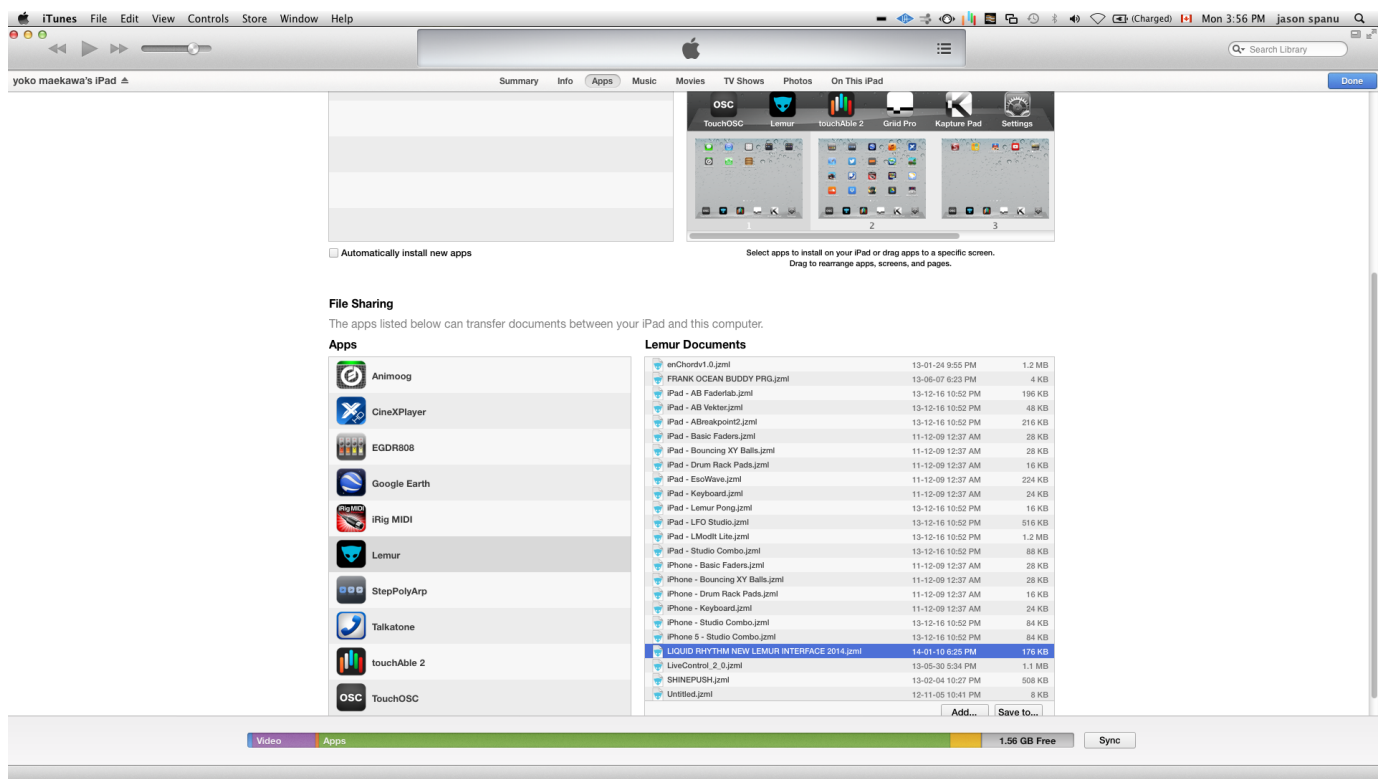 iTunes File Edit View Controls Store Window Help (Charged) Mon 3:56 PM jason spanu
Search Library
yoko maekawa's iPad Summary Info Apps Music Movies TV Shows Photos On This iPad Done
OSC
TouchOSC Lemur touchAble 2 Griid Pro Kapture Pad Settings
1 2 3
Automatically install new apps
Select apps to install on your iPad or drag apps to a specific screen.
Drag to rearrange apps, screens, and pages.
File Sharing
The apps listed below can transfer documents between your iPad and this computer.
Apps
Animoog
CineXPlayer
EGDR808
Google Earth
iRig MIDI
iRig MIDI
Lemur
StepPolyArp
Talkatone
touchAble 2
OSC TouchOSC
Lemur Documents
enChordv1.0.jzml 13-01-24 9:55 PM 1.2 MB
FRANK OCEAN BUDDY PRG.jzml 13-06-07 6:23 PM 4 KB
iPad - AB Faderlab.jzml 13-12-16 10:52 PM 196 KB
iPad - AB Vekter.jzml 13-12-16 10:52 PM 48 KB
iPad - ABreakpoint2.jzml 13-12-16 10:52 PM 216 KB
iPad - Basic Faders.jzml 11-12-09 12:37 AM 28 KB
iPad - Bouncing XY Balls.jzml 11-12-09 12:37 AM 28 KB
iPad - Drum Rack Pads.jzml 11-12-09 12:37 AM 16 KB
iPad - EsoWave.jzml 11-12-09 12:37 AM 224 KB
iPad - Keyboard.jzml 11-12-09 12:37 AM 24 KB
iPad - Lemur Pong.jzml 13-12-16 10:52 PM 16 KB
iPad - LFO Studio.jzml 13-12-16 10:52 PM 516 KB
iPad - LModIt Lite.jzml 13-12-16 10:52 PM 1.2 MB
iPad - Studio Combo.jzml 13-12-16 10:52 PM 88 KB
iPhone - Basic Faders.jzml 11-12-09 12:37 AM 28 KB
iPhone - Bouncing XY Balls.jzml 11-12-09 12:37 AM 28 KB
iPhone - Drum Rack Pads.jzml 11-12-09 12:37 AM 16 KB
iPhone - Keyboard.jzml 11-12-09 12:37 AM 24 KB
iPhone - Studio Combo.jzml 13-12-16 10:52 PM 84 KB
iPhone 5 - Studio Combo.jzml 13-12-16 10:52 PM 84 KB
LIQUID RHYTHM NEW LEMUR INTERFACE 2014.jzml 14-01-10 6:25 PM 176 KB
LiveControl_2_0.jzml 13-05-30 5:34 PM 1.1 MB
SHINEPUSH.jzml 13-02-04 10:27 PM 508 KB
Untitled.jzml 12-11-05 10:41 PM 8 KB
Add... Save to...
Video Apps 1.56 GB Free Sync